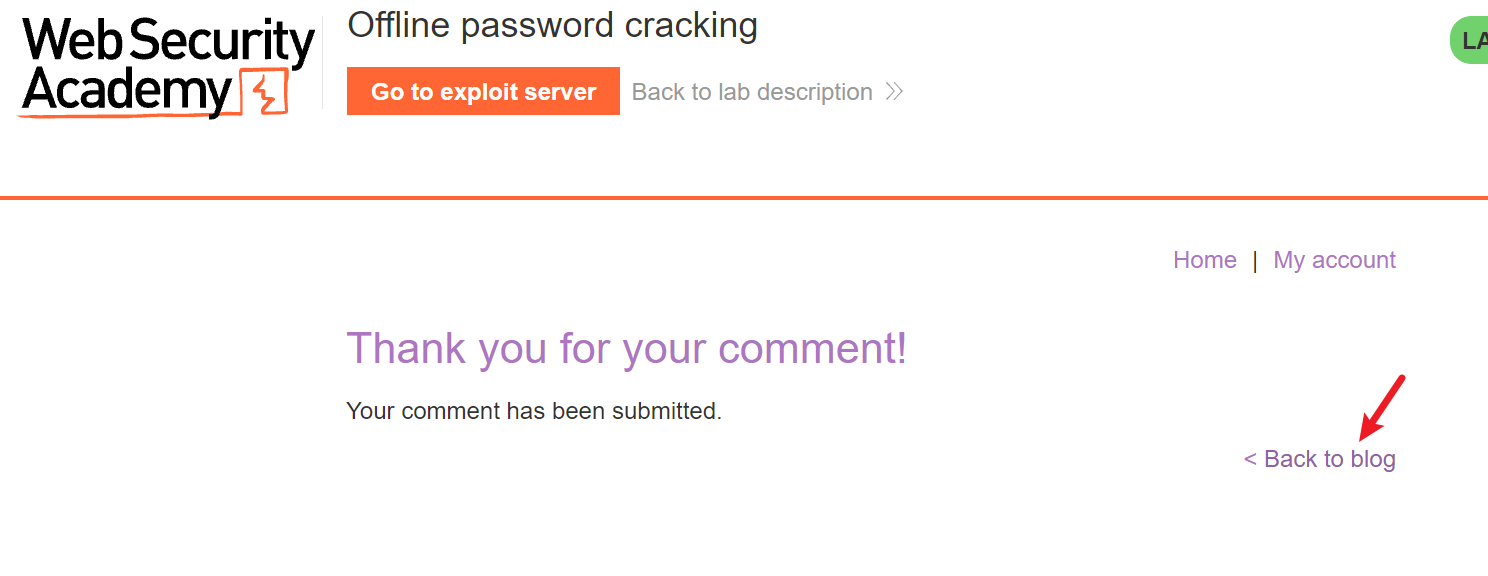 Web Security
Academy
Offline password cracking
Go to exploit server
Back to lab description
LA
Home | My account
Thank you for your comment!
Your comment has been submitted.
< Back to blog